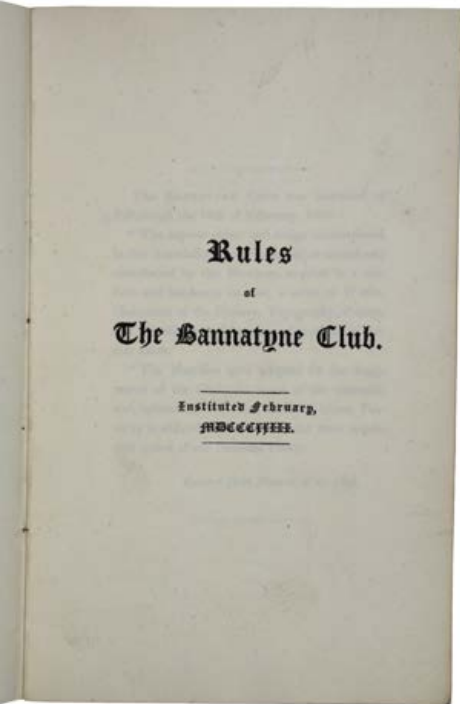 Rules
of
The Bannatyne Club.
Instituted February,
MDCCCXXIII.